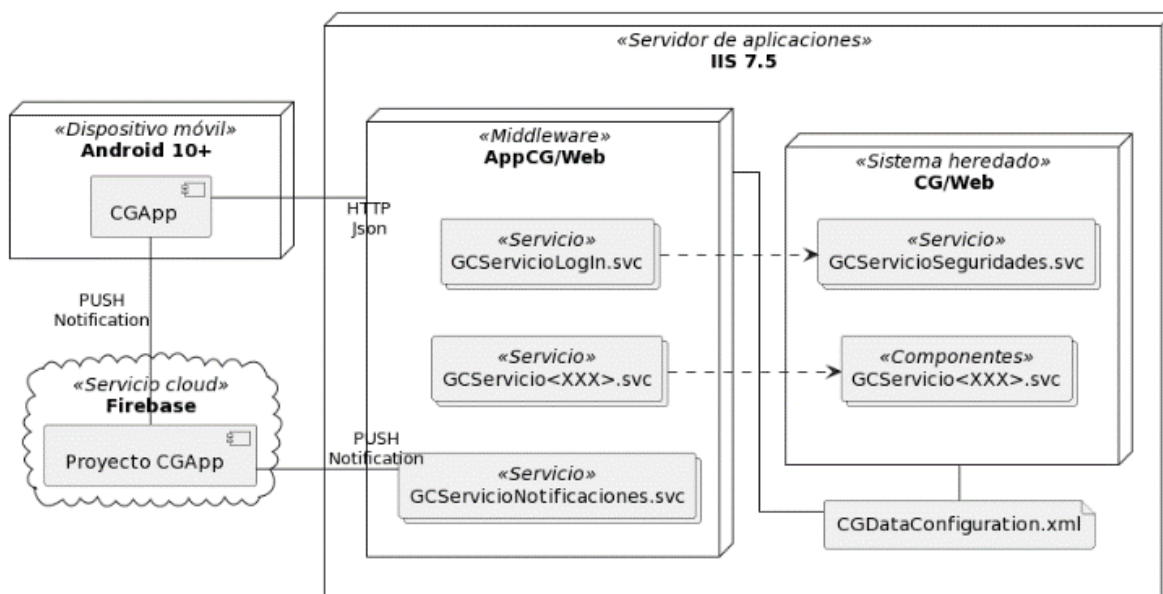 «Servidor de aplicaciones»
IIS 7.5
«Dispositivo móvil»
Android 10+
CGApp
HTTP
Json
PUSH
Notification
«Servicio cloud»
Firebase
Proyecto CGApp
PUSH
Notification
«Middleware»
AppCG/Web
«Servicio»
GCServicioLogIn.svc
«Servicio»
GCServicio<XXX>.svc
«Servicio»
GCServicioNotificaciones.svc
«Sistema heredado»
CG/Web
«Servicio»
GCServicioSeguridades.svc
«Componentes»
GCServicio<XXX>.svc
CGDataConfiguration.xml